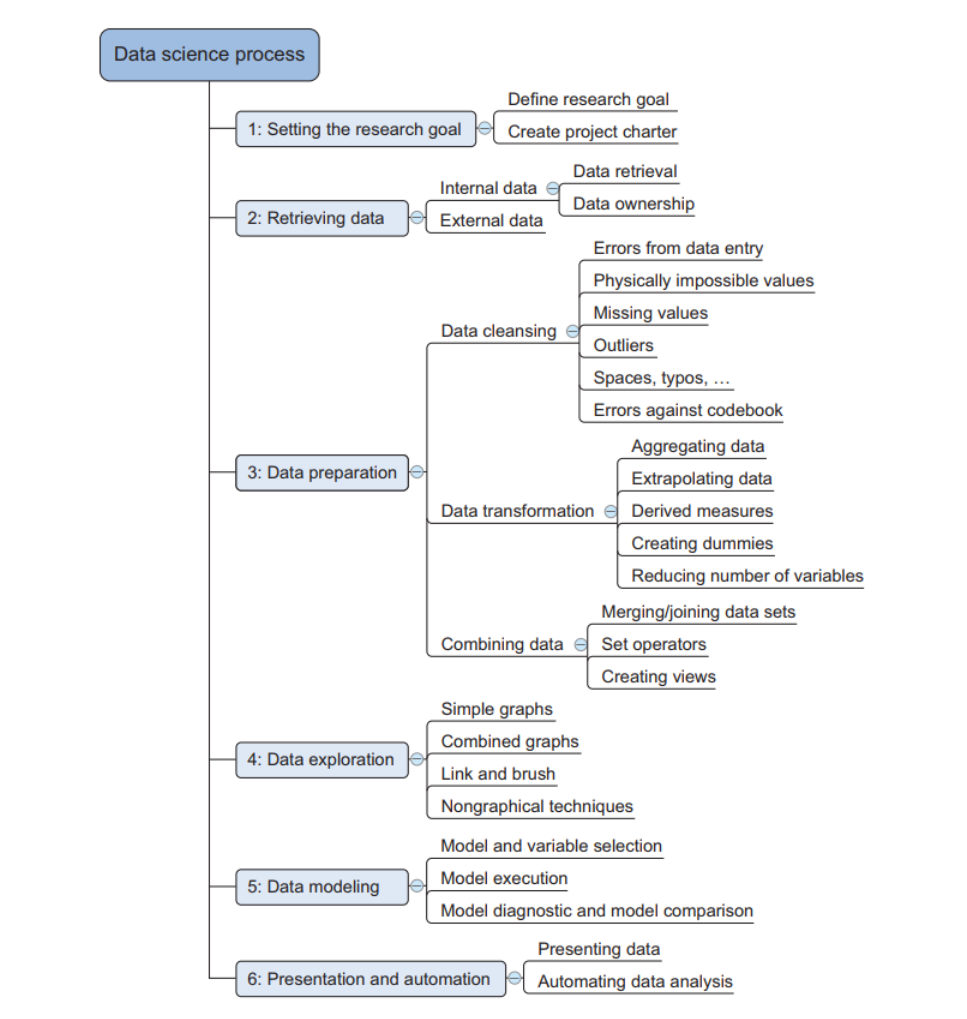 Data science process
1: Setting the research goal
Define research goal
Create project charter
2: Retrieving data
Internal data
Data retrieval
Data ownership
External data
3: Data preparation
Data cleansing
Errors from data entry
Physically impossible values
Missing values
Outliers
Spaces, typos, …
Errors against codebook
Data transformation
Aggregating data
Extrapolating data
Derived measures
Creating dummies
Reducing number of variables
Combining data
Merging/joining data sets
Set operators
Creating views
4: Data exploration
Simple graphs
Combined graphs
Link and brush
Nongraphical techniques
5: Data modeling
Model and variable selection
Model execution
Model diagnostic and model comparison
6: Presentation and automation
Presenting data
Automating data analysis